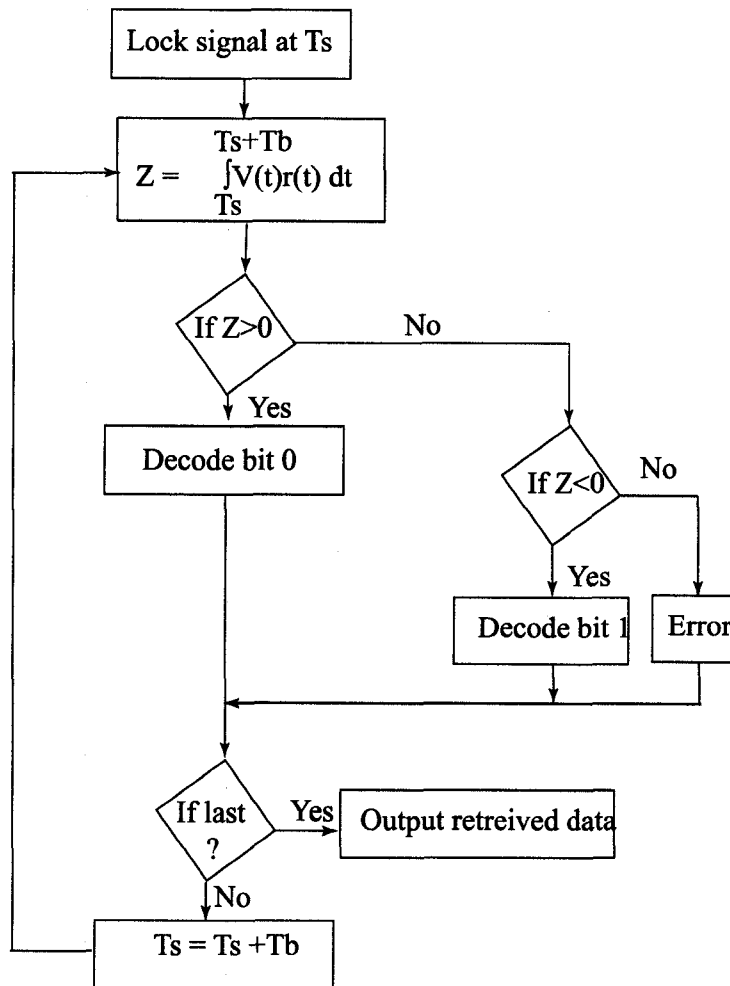 Lock signal at Ts
Ts+Tb
Z = ∫V(t)r(t) dt
Ts
If Z>0
No
Yes
Decode bit 0
If Z<0
No
Yes
Decode bit 1
Error
If last
?
Yes
Output retreived data
No
Ts = Ts +Tb